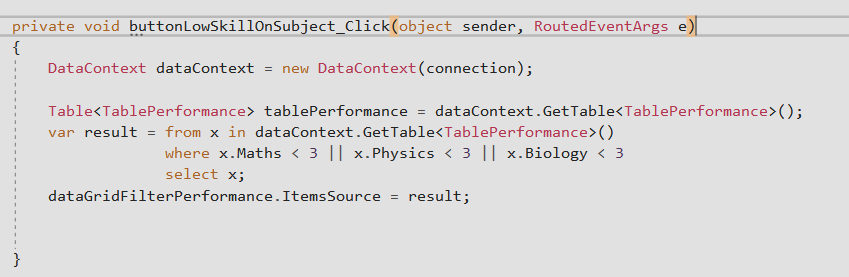 private void buttonLowSkillOnSubject_Click(object sender, RoutedEventArgs e)
{
DataContext dataContext = new DataContext(connection);
Table<TablePerformance> tablePerformance = dataContext.GetTable<TablePerformance>();
var result = from x in dataContext.GetTable<TablePerformance>()
where x.Maths < 3 || x.Physics < 3 || x.Biology < 3
select x;
dataGridFilterPerformance.ItemsSource = result;
}